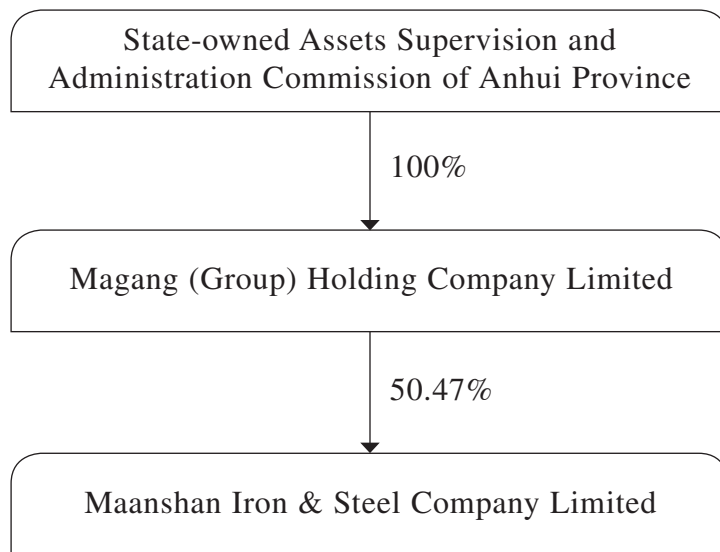 State-owned Assets Supervision and
Administration Commission of Anhui Province
100%
Magang (Group) Holding Company Limited
50.47%
Maanshan Iron & Steel Company Limited